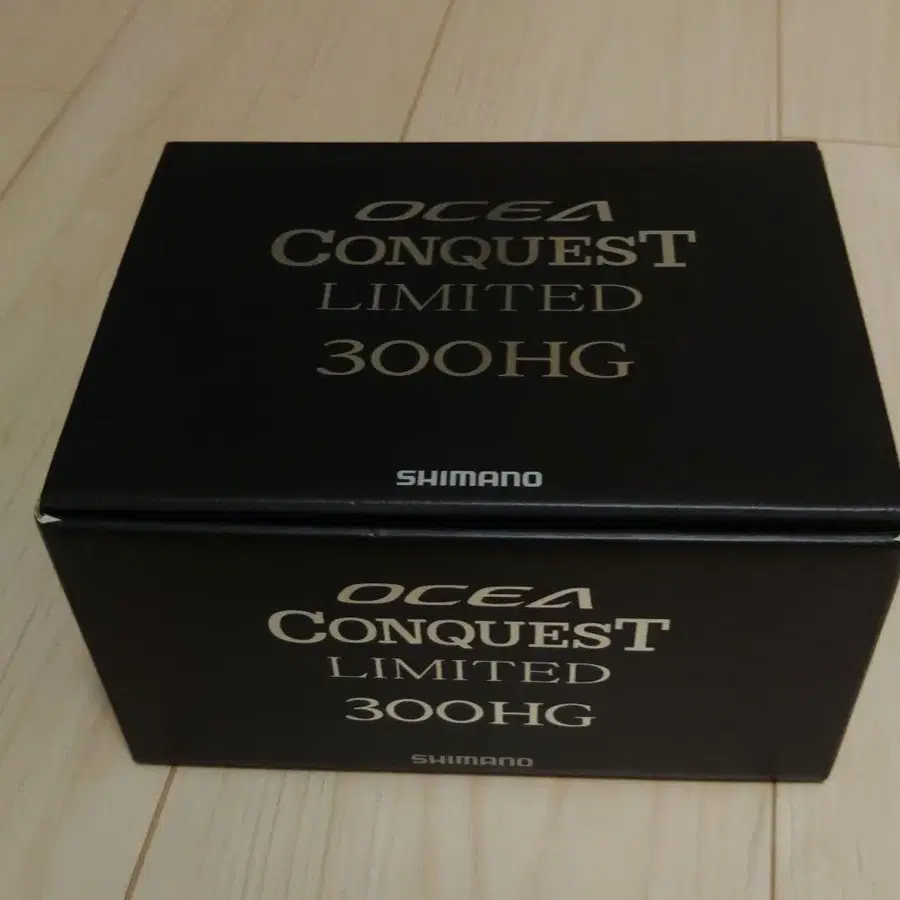 OCEA
CONQUEST
LIMITED
300HG
SHIMANO
OCEA
CONQUEST
LIMITED
300HG
SHIMANO